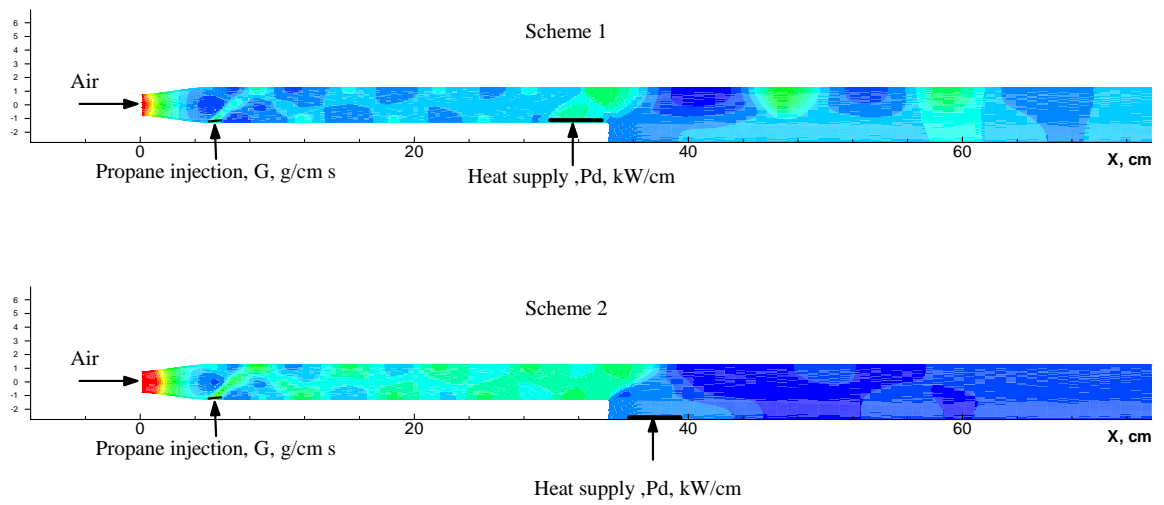 6
Scheme 1
5
4
3
2
Air
1
0
-1
-2
0
20
40
60
X, cm
Propane injection, G, g/cm s
Heat supply ,Pd, kW/cm
6
Scheme 2
5
4
3
2
Air
1
0
-1
-2
0
20
40
60
X, cm
Propane injection, G, g/cm s
Heat supply ,Pd, kW/cm